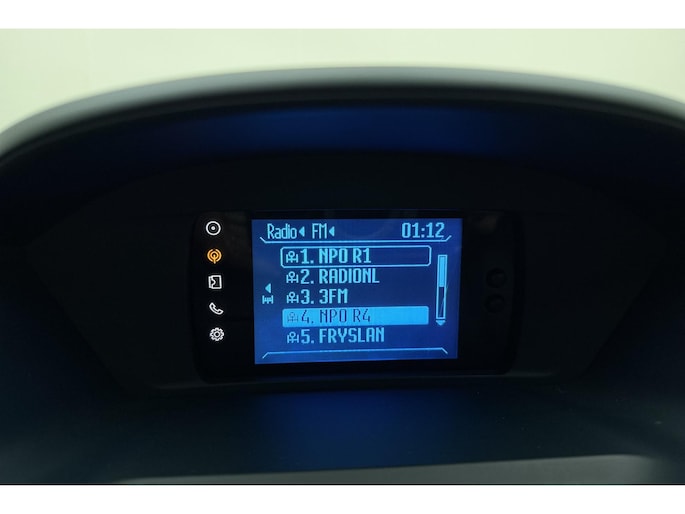 Radio FM 01:12
1. NPO R1
2. RADIONL
3. 3FM
4. NPO R4
5. FRYSLAN